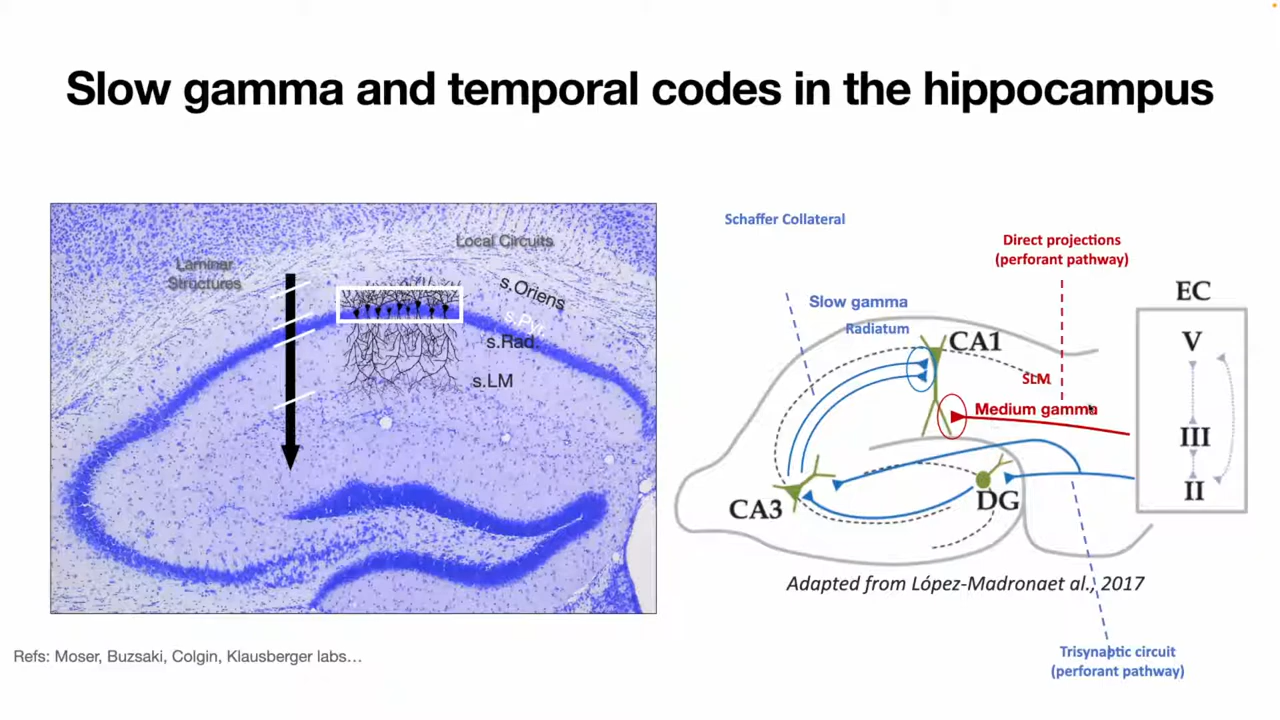 Slow gamma and temporal codes in the hippocampus
Laminar
Structures
Local Circuits
s.Oriens
s.Pyr.
s.Rad.
s.LM
Schaffer Collateral
Direct projections
(perforant pathway)
Slow gamma
Radiatum
CA1
SLM
Medium gamma
EC
V
III
II
CA3
DG
Adapted from López-Madronaet al., 2017
Trisynaptic circuit
(perforant pathway)
Refs: Moser, Buzsaki, Colgin, Klausberger labs…